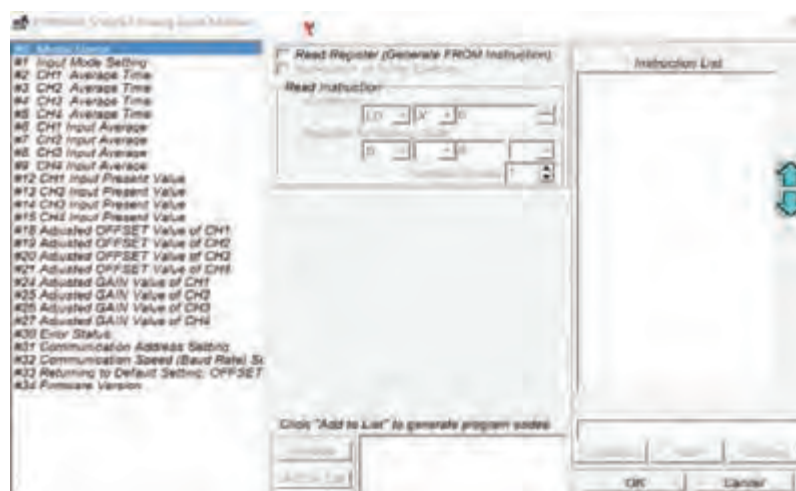 #0 Model Name
#1 Input Mode Setting
#2 CH1 Average Time
#3 CH2 Average Time
#4 CH3 Average Time
#5 CH4 Average Time
#6 CH1 Input Average
#7 CH2 Input Average
#8 CH3 Input Average
#9 CH4 Input Average
#12 CH1 Input Present Value
#13 CH2 Input Present Value
#14 CH3 Input Present Value
#15 CH4 Input Present Value
#18 Adjusted OFFSET Value of CH1
#19 Adjusted OFFSET Value of CH2
#20 Adjusted OFFSET Value of CH3
#21 Adjusted OFFSET Value of CH4
#24 Adjusted GAIN Value of CH1
#25 Adjusted GAIN Value of CH2
#26 Adjusted GAIN Value of CH3
#27 Adjusted GAIN Value of CH4
#30 Error Status
#31 Communication Address Setting
#32 Communication Speed (Baud Rate) Se
#33 Returning to Default Setting, OFFSET
#34 Firmware Version
Read Register (Generate FROM Instruction)
Read Instruction
LD X 0
D 0
1
Click "Add to List" to generate program codes
Add to List
Instruction List
OK Cancel